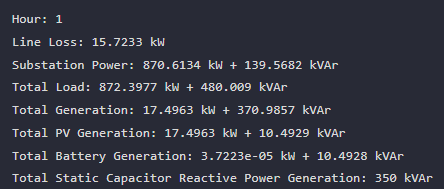 Hour: 1
Line Loss: 15.7233 kW
Substation Power: 870.6134 kW + 139.5682 kVAr
Total Load: 872.3977 kW + 480.009 kVAr
Total Generation: 17.4963 kW + 370.9857 kVAr
Total PV Generation: 17.4963 kW + 10.4929 kVAr
Total Battery Generation: 3.7223e-05 kW + 10.4928 kVAr
Total Static Capacitor Reactive Power Generation: 350 kVAr